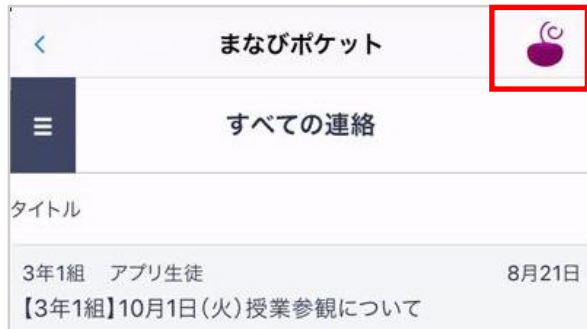 まなびポケット
すべての連絡
タイトル
3年1組 アプリ生徒 8月21日
【3年1組】10月1日(火)授業参観について